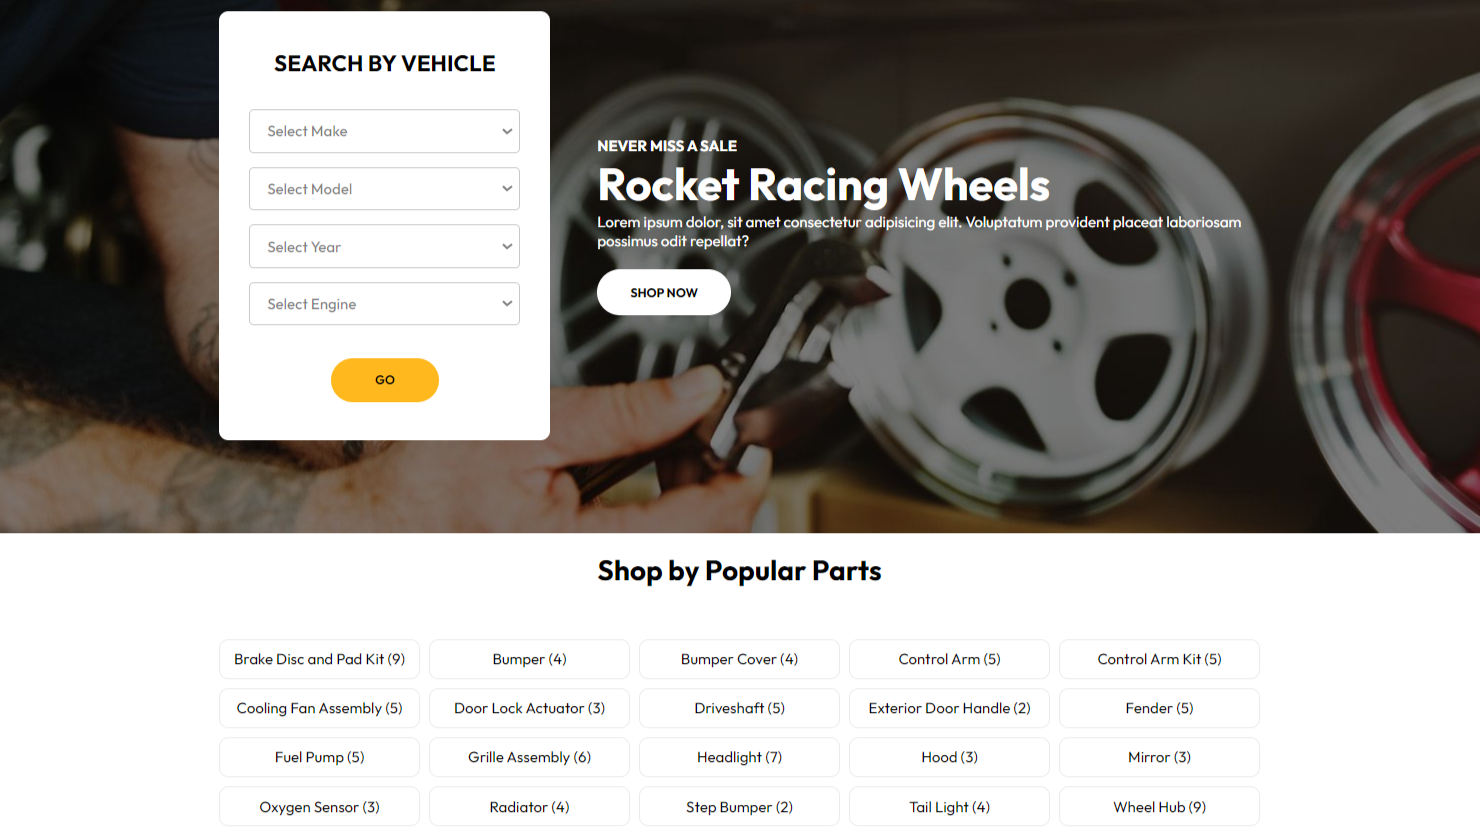 SEARCH BY VEHICLE
Select Make
Select Model
Select Year
Select Engine
GO
NEVER MISS A SALE
Rocket Racing Wheels
Lorem ipsum dolor, sit amet consectetur adipisicing elit. Voluptatum provident placeat laboriosam
possimus odit repellat?
SHOP NOW
Shop by Popular Parts
Brake Disc and Pad Kit (9)
Bumper (4)
Bumper Cover (4)
Control Arm (5)
Control Arm Kit (5)
Cooling Fan Assembly (5)
Door Lock Actuator (3)
Driveshaft (5)
Exterior Door Handle (2)
Fender (5)
Fuel Pump (5)
Grille Assembly (6)
Headlight (7)
Hood (3)
Mirror (3)
Oxygen Sensor (3)
Radiator (4)
Step Bumper (2)
Tail Light (4)
Wheel Hub (9)